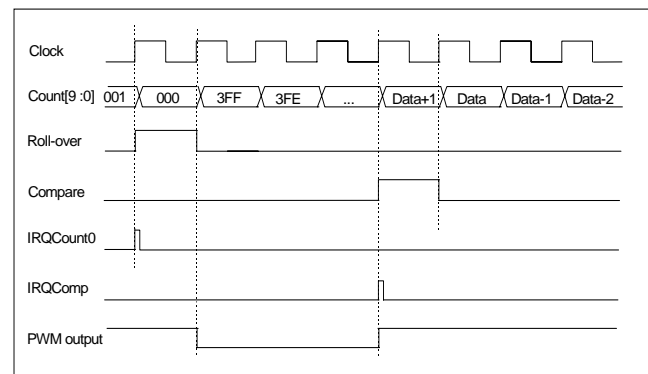 Clock
Count[9 :0] 001 000 3FF 3FE ... Data+1 Data Data-1 Data-2
Roll-over
Compare
IRQCount0
IRQComp
PWM output